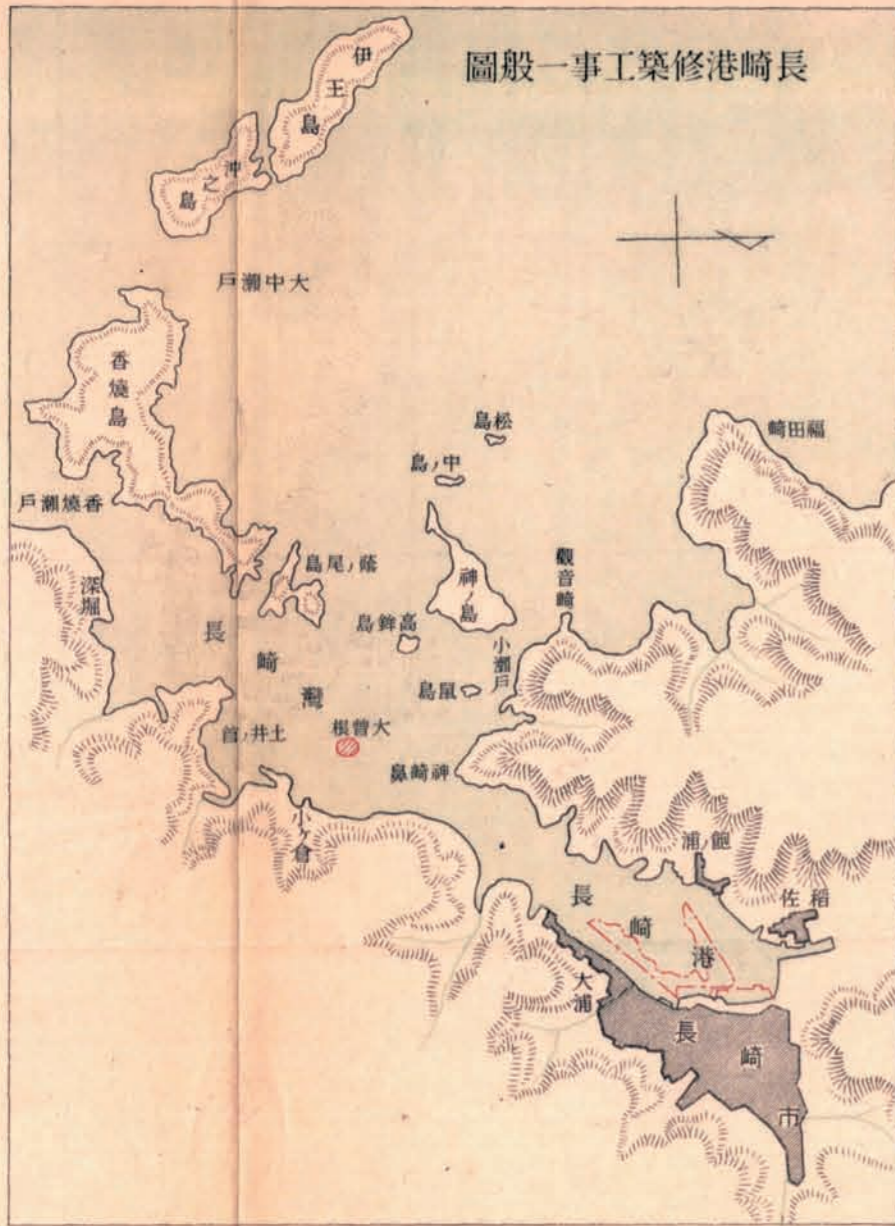 長崎港修築工事一般圖
伊王島
沖之島
大中瀬戸
香燒島
松島
中ノ島
福田崎
香燒瀬戸
深堀
蔭ノ尾島
神ノ島
觀音崎
高鉾島
小瀬戸
鼠島
長崎灣
土井ノ首
大曾根
神崎鼻
小ヶ倉
飽ノ浦
稻佐
長崎港
大浦
長崎市